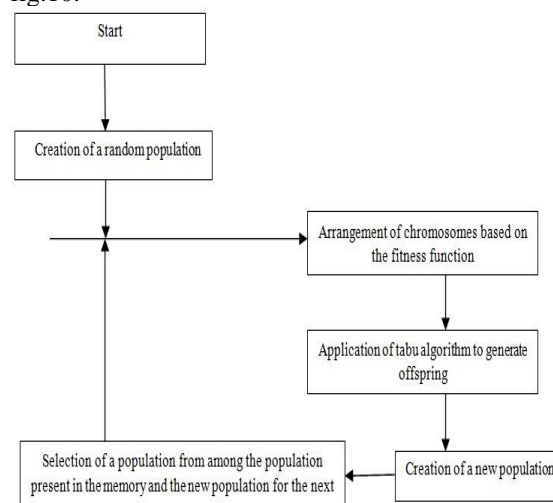 fig.10.
Start
Creation of a random population
Arrangement of chromosomes based on
the fitness function
Application of tabu algorithm to generate
offspring
Creation of a new population
Selection of a population from among the population
present in the memory and the new population for the next